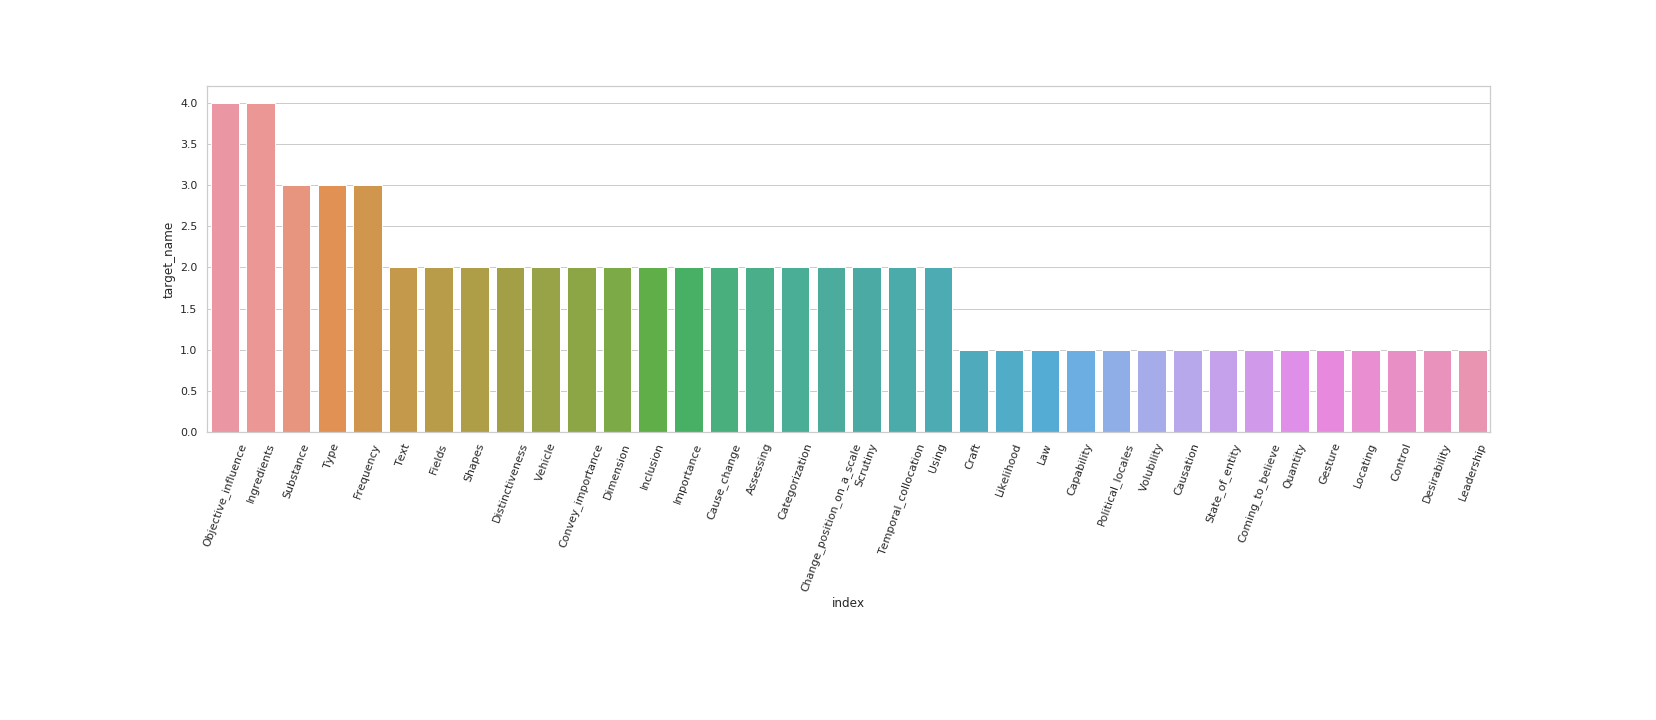 4.0
3.5
3.0
2.5
2.0
1.5
1.0
0.5
0.0
target_name
Objective_influence
Ingredients
Substance
Type
Frequency
Text
Fields
Shapes
Distinctiveness
Vehicle
Convey_importance
Dimension
Inclusion
Importance
Cause_change
Assessing
Categorization
Change_position_on_a_scale
Scrutiny
Temporal_collocation
Using
Craft
Likelihood
Law
Capability
Political_locales
Volubility
Causation
State_of_entity
Coming_to_believe
Quantity
Gesture
Locating
Control
Desirability
Leadership
index